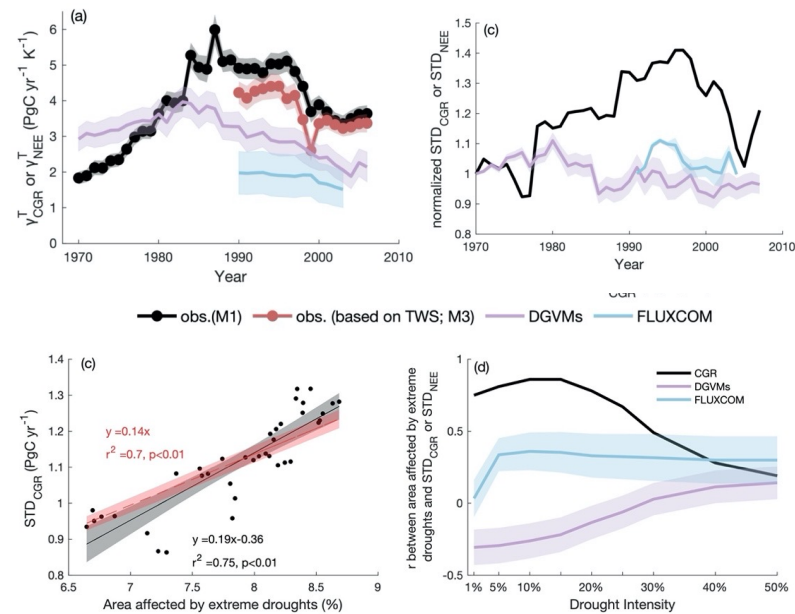 (a)
γ^T_CGR or γ^T_NEE (PgC yr⁻¹ K⁻¹)
6
5
4
3
2
1
0
1970
1980
1990
2000
2010
Year
(c)
normalized STD_CGR or STD_NEE
1.5
1.4
1.3
1.2
1.1
1
0.9
0.8
1970
1980
1990
2000
2010
Year
CGR
obs.(M1)
obs. (based on TWS; M3)
DGVMs
FLUXCOM
(c)
STD_CGR (PgC yr⁻¹)
1.4
1.3
1.2
1.1
1
0.9
0.8
y =0.14x
r² =0.7, p<0.01
y =0.19x-0.36
r² =0.75, p<0.01
6.5
7
7.5
8
8.5
9
Area affected by extreme droughts (%)
(d)
r between area affected by extreme
droughts and STD_CGR or STD_NEE
1
0.5
0
-0.5
CGR
DGVMs
FLUXCOM
1%
5%
10%
20%
30%
40%
50%
Drought Intensity